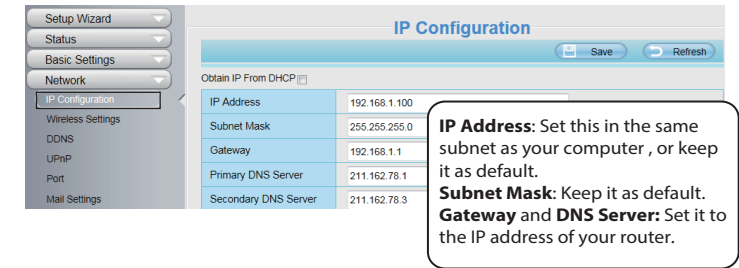 Setup Wizard
Status
Basic Settings
Network
IP Configuration
Wireless Settings
DDNS
UPnP
Port
Mail Settings
IP Configuration
Save Refresh
Obtain IP From DHCP
IP Address 192.168.1.100
Subnet Mask 255.255.255.0
Gateway 192.168.1.1
Primary DNS Server 211.162.78.1
Secondary DNS Server 211.162.78.3
IP Address: Set this in the same
subnet as your computer , or keep
it as default.
Subnet Mask: Keep it as default.
Gateway and DNS Server: Set it to
the IP address of your router.